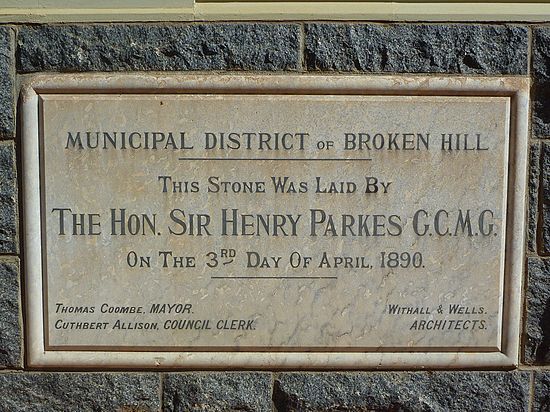 MUNICIPAL DISTRICT OF BROKEN HILL
THIS STONE WAS LAID BY
THE HON. SIR HENRY PARKES G.C.M.G.
ON THE 3RD DAY OF APRIL, 1890.
THOMAS COOMBE, MAYOR.
CUTHBERT ALLISON, COUNCIL CLERK.
WITHALL & WELLS.
ARCHITECTS.